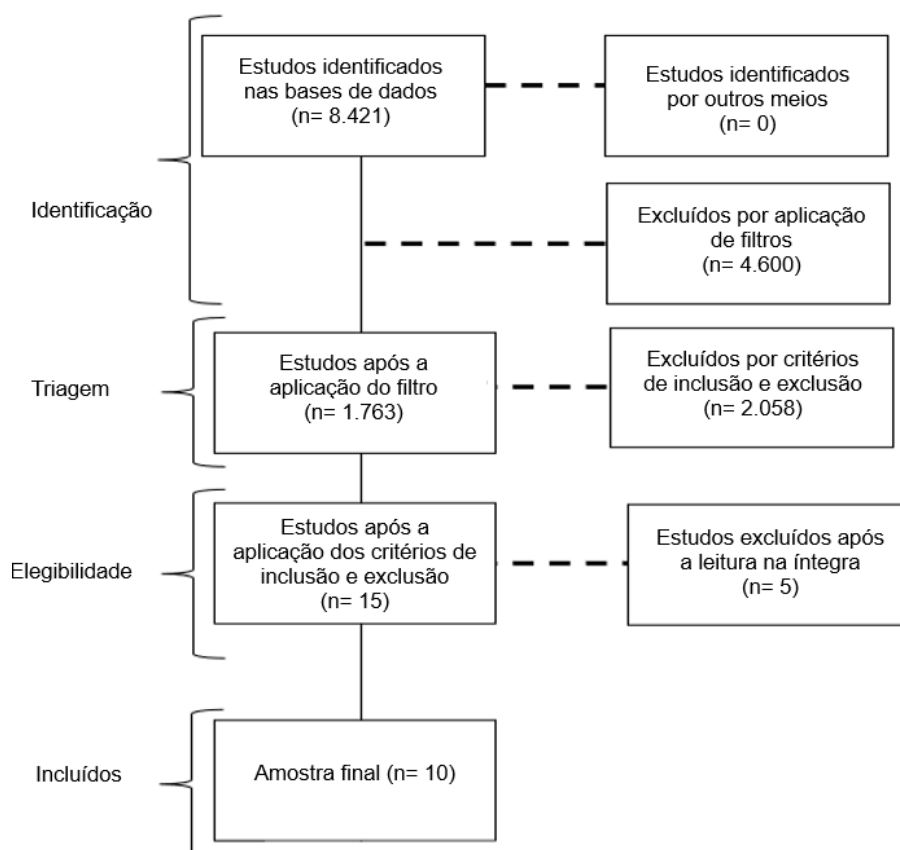 Estudos identificados
nas bases de dados
(n= 8.421)
Estudos identificados
por outros meios
(n= 0)
Identificação
Excluídos por aplicação
de filtros
(n= 4.600)
Triagem
Estudos após a
aplicação do filtro
(n= 1.763)
Excluídos por critérios
de inclusão e exclusão
(n= 2.058)
Elegibilidade
Estudos após a
aplicação dos critérios de
inclusão e exclusão
(n= 15)
Estudos excluídos após
a leitura na íntegra
(n= 5)
Incluídos
Amostra final (n= 10)